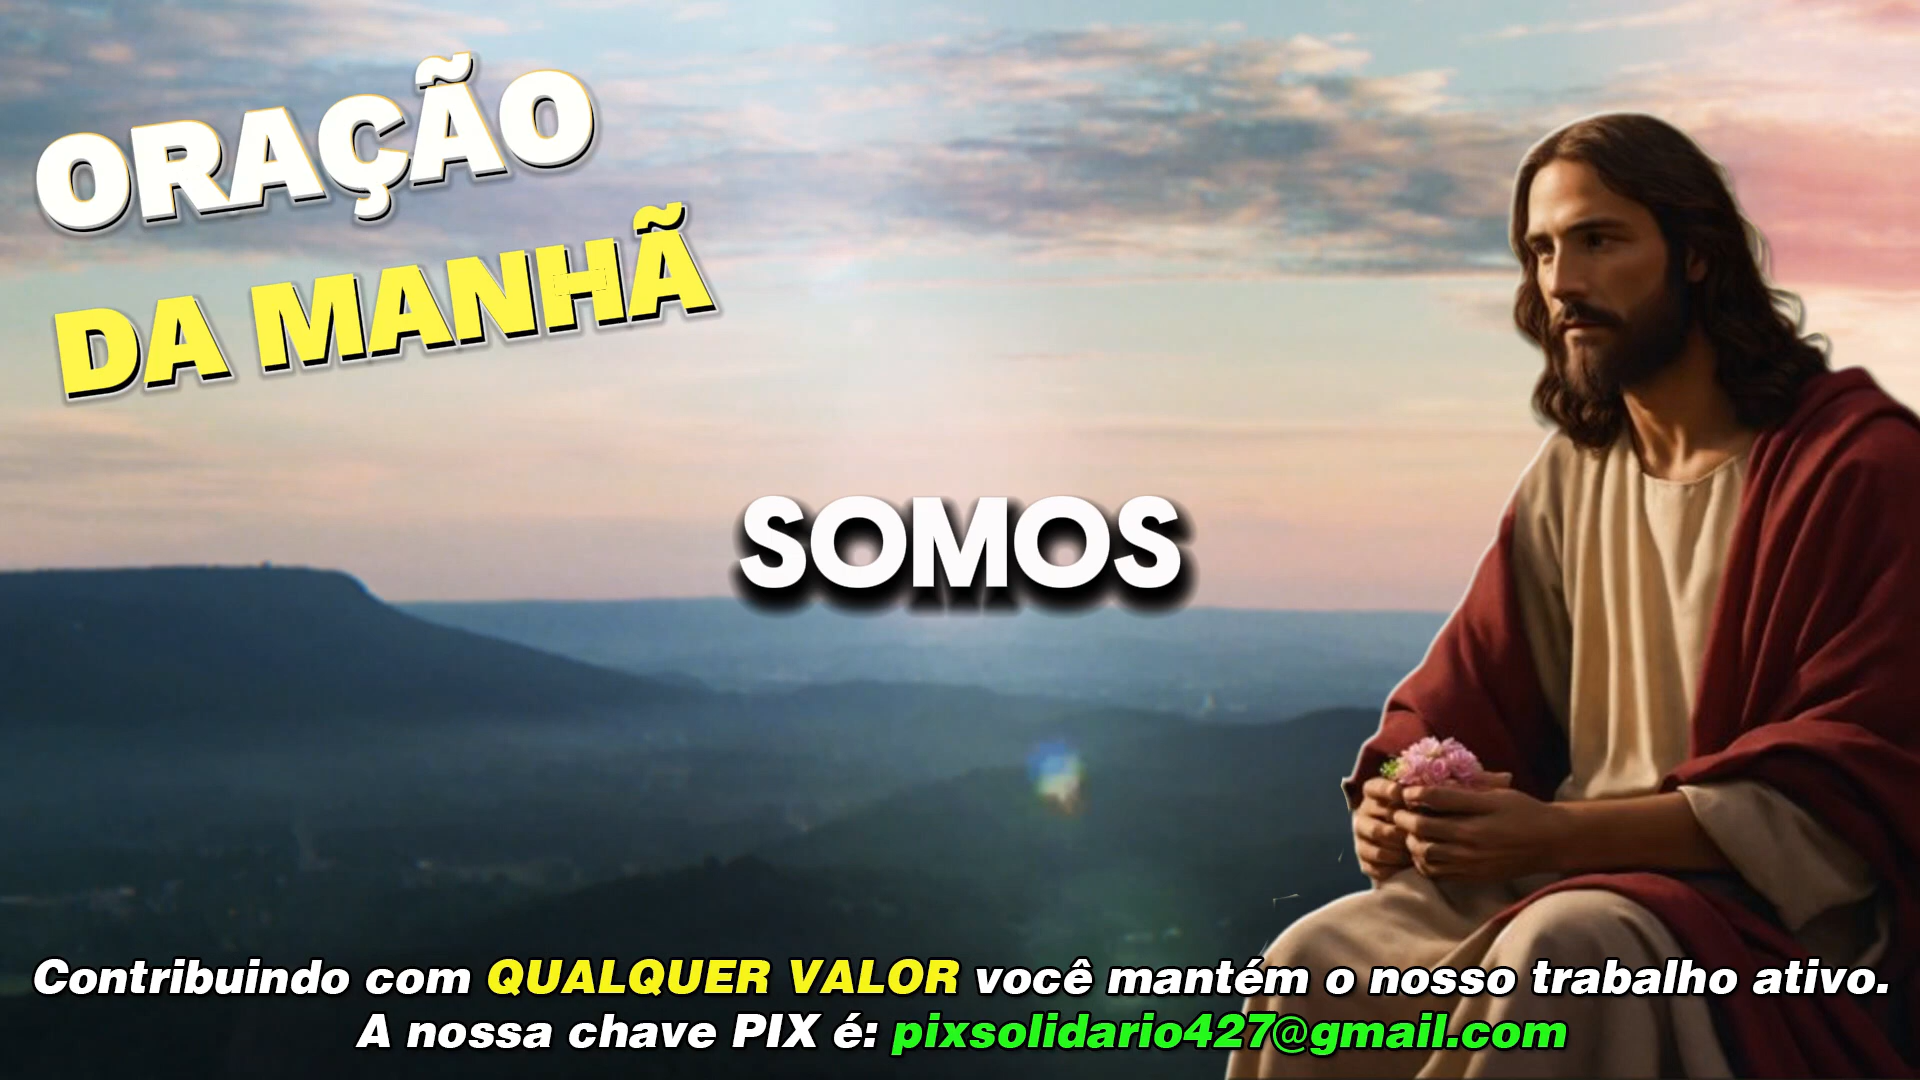 ORAÇÃO
DA MANHÃ
SOMOS
Contribuindo com QUALQUER VALOR você mantém o nosso trabalho ativo.
A nossa chave PIX é: pixsolidario427@gmail.com